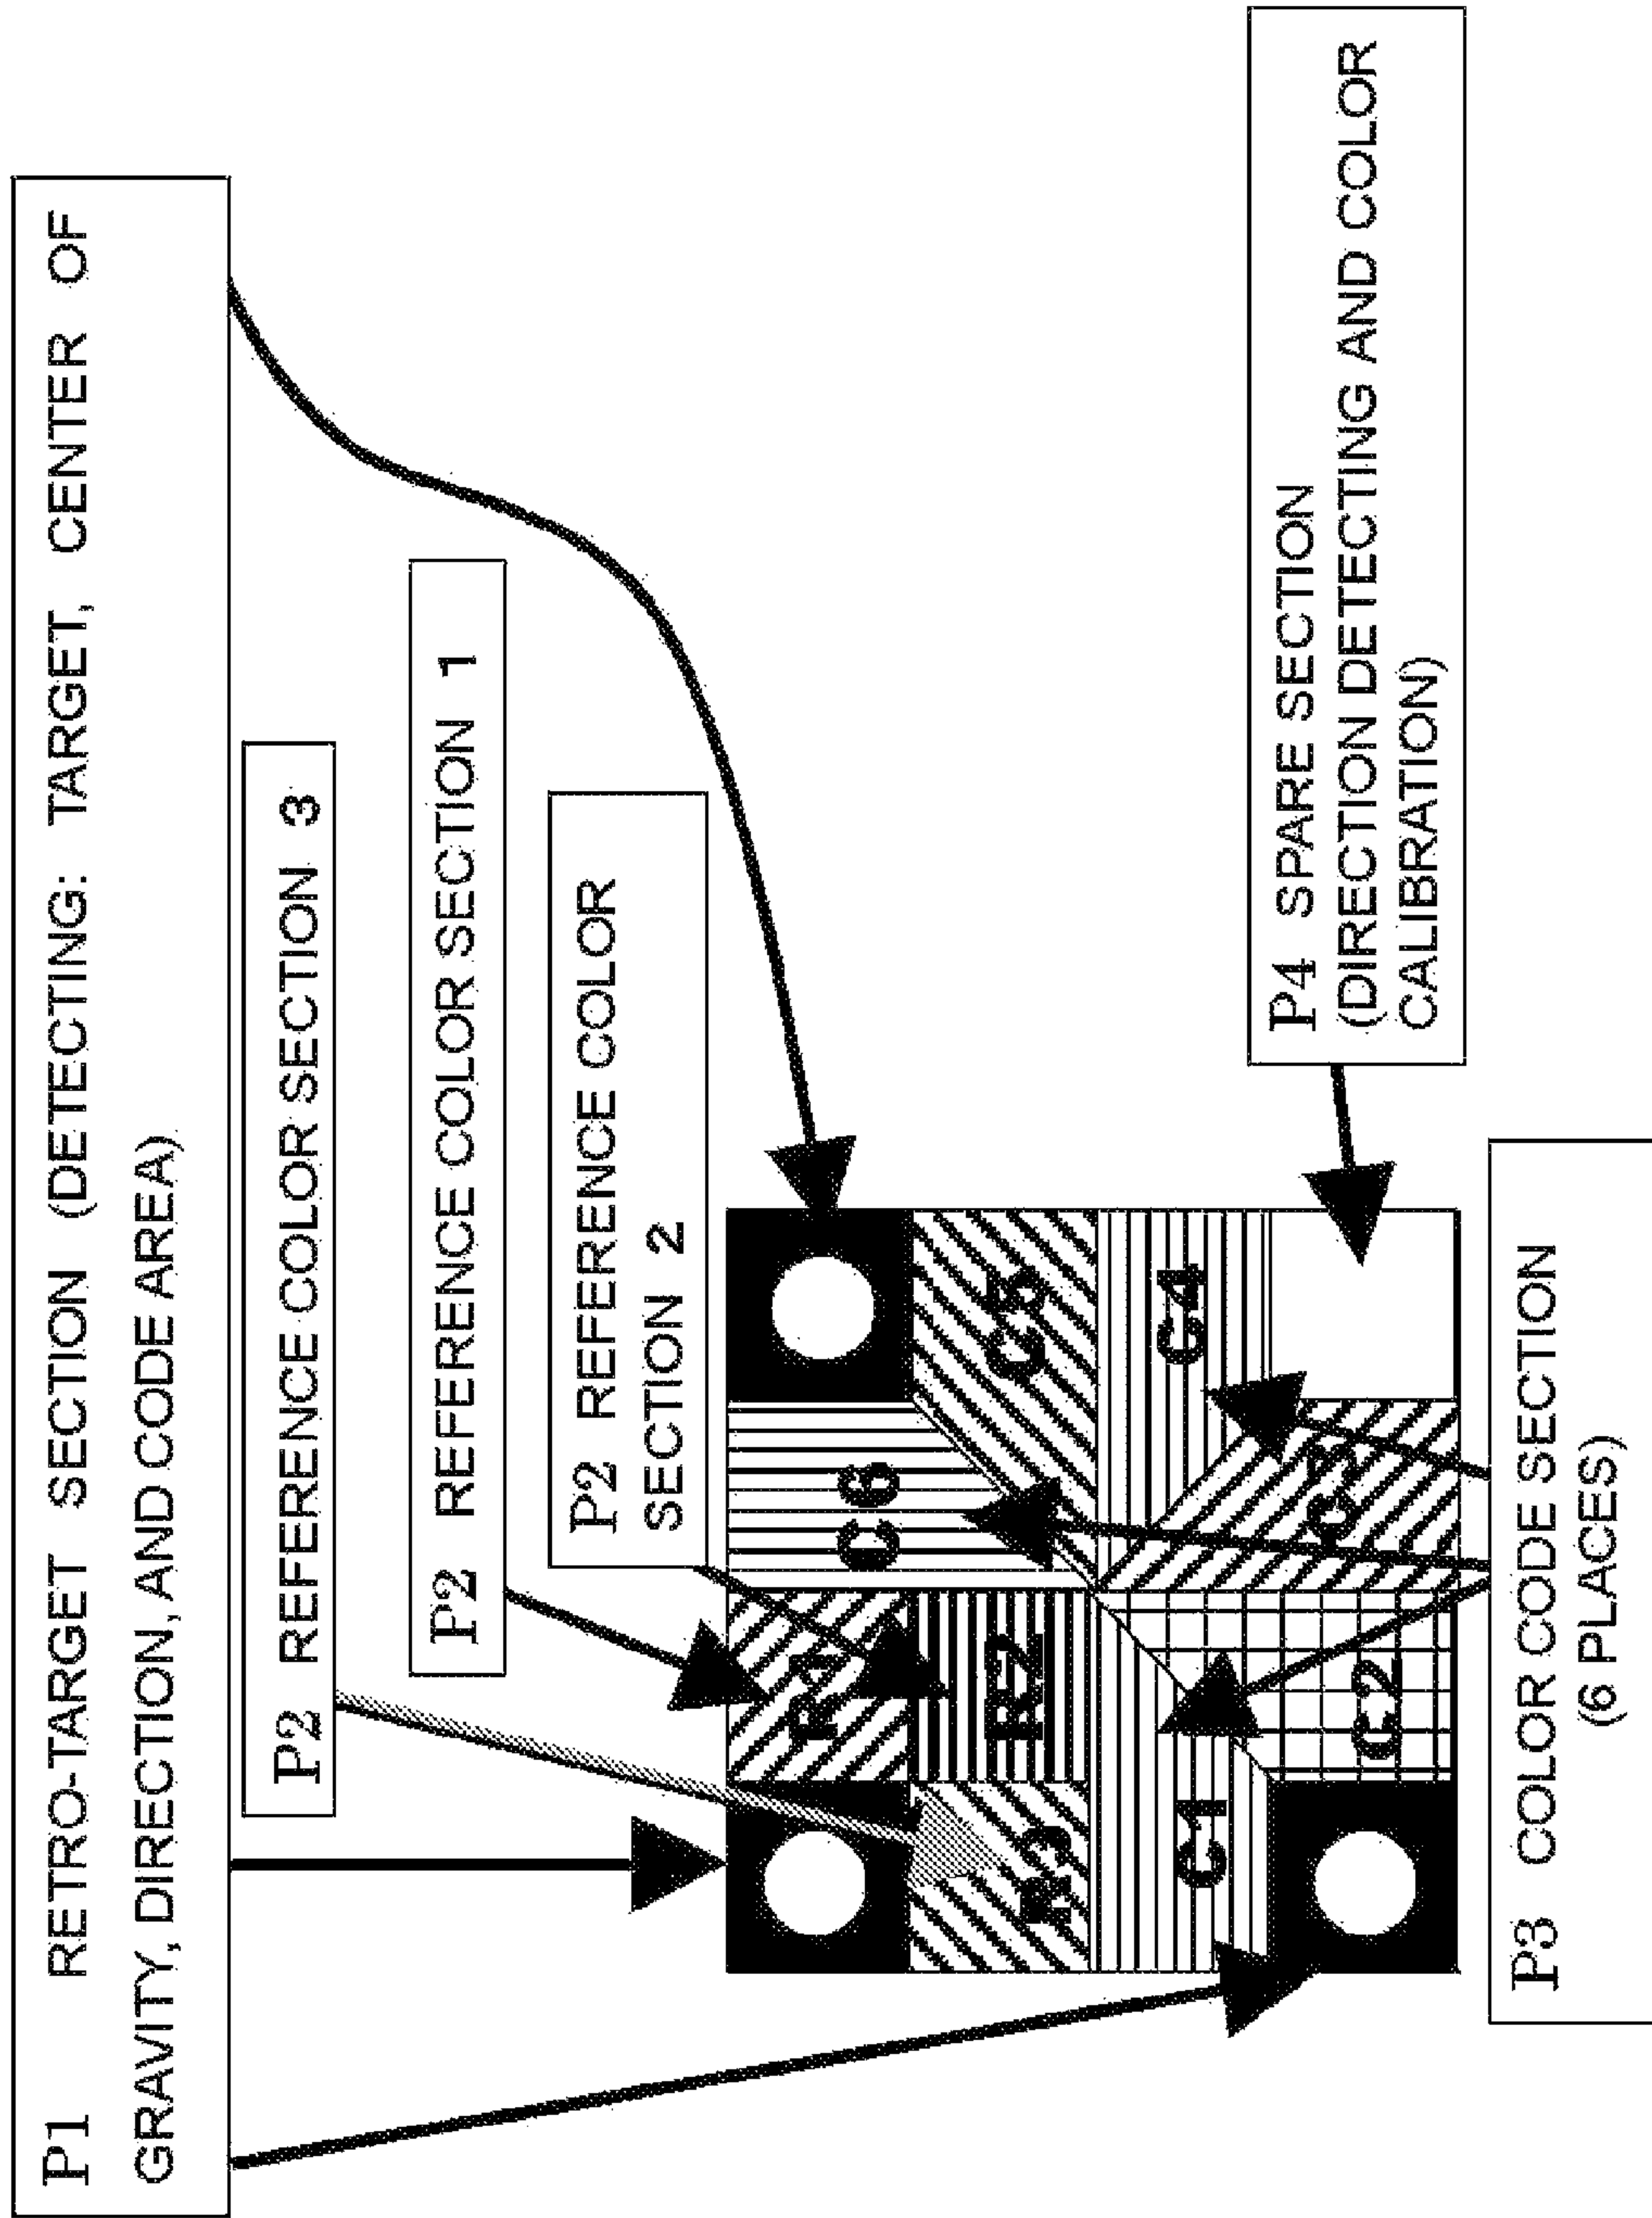 P1 RETRO-TARGET SECTION (DETECTING: TARGET, CENTER OF
GRAVITY, DIRECTION, AND CODE AREA)
P2 REFERENCE COLOR SECTION 3
P2 REFERENCE COLOR SECTION 1
P2 REFERENCE COLOR
SECTION 2
R1
C6
R3
R2
C5
C1
C4
C2
C3
P4 SPARE SECTION
(DIRECTION DETECTING AND COLOR
CALIBRATION)
P3 COLOR CODE SECTION
(6 PLACES)